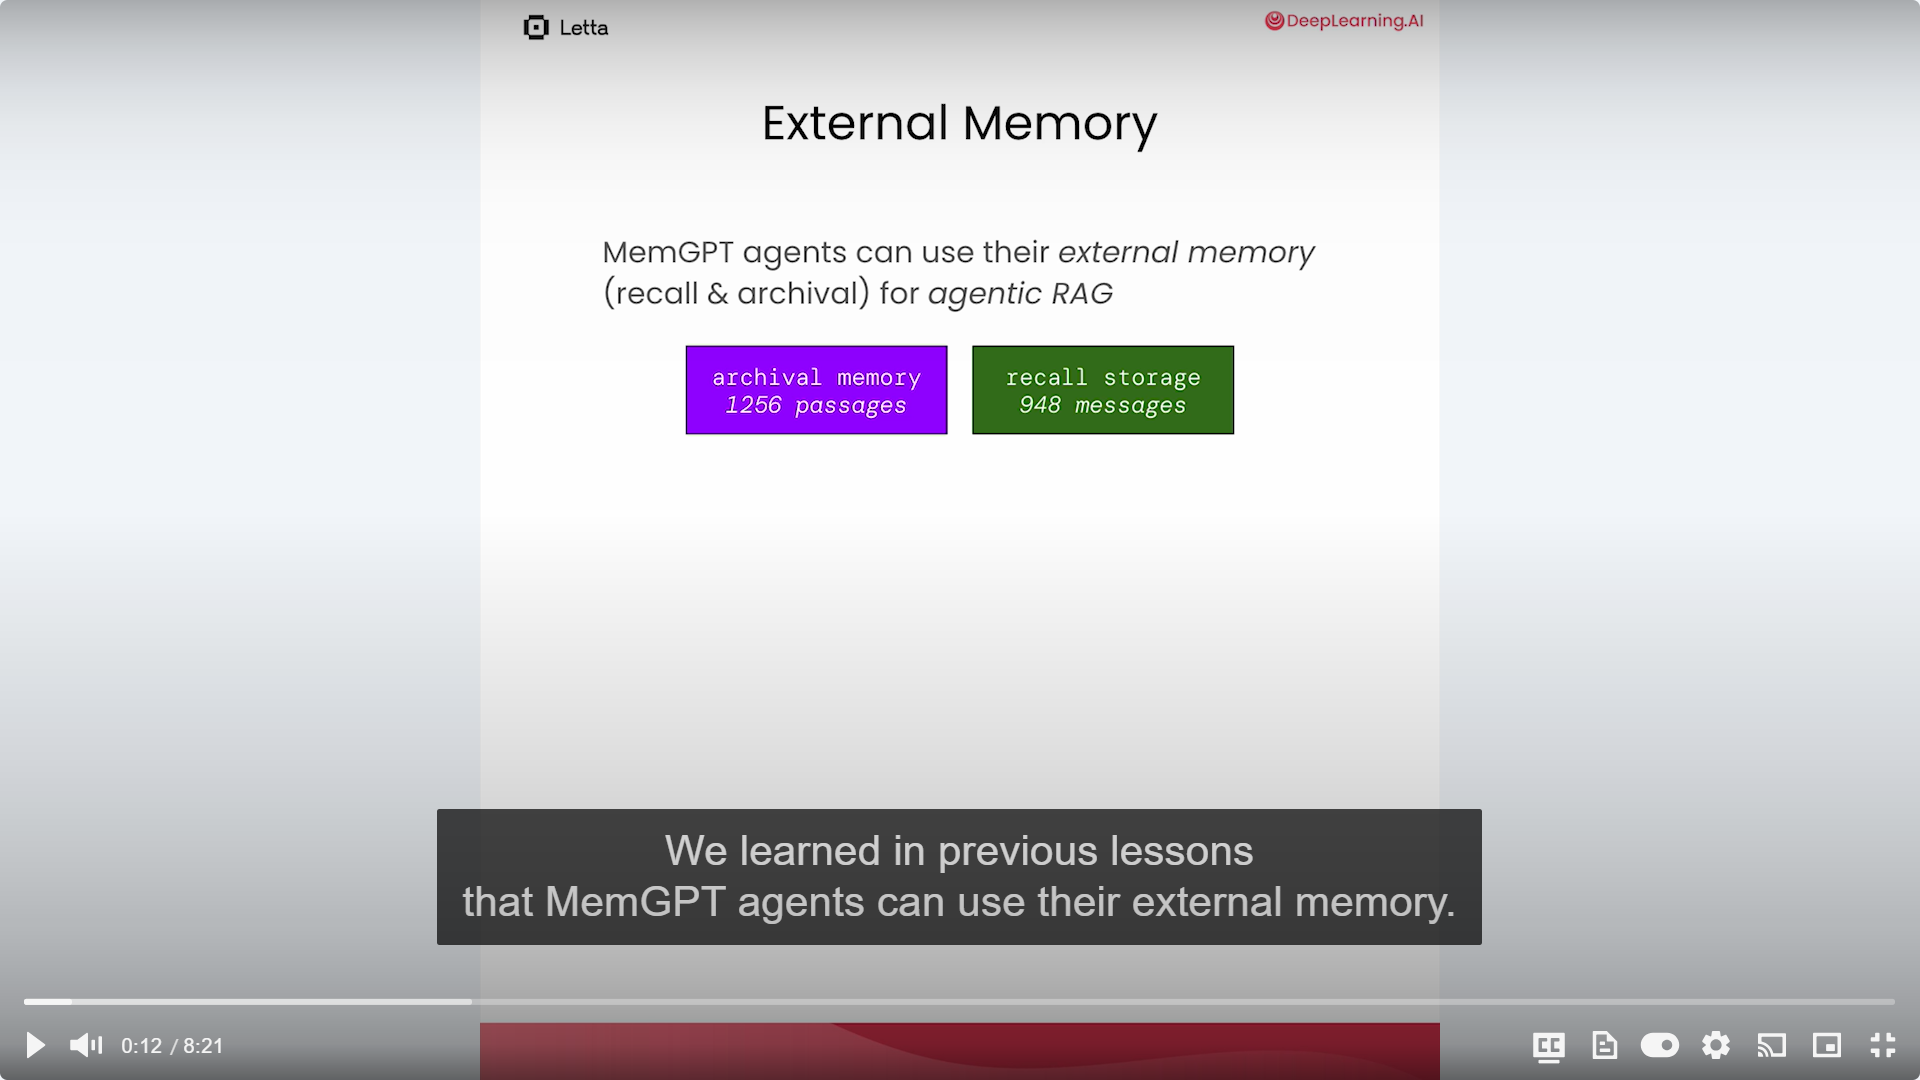 Letta
DeepLearning.AI
External Memory
MemGPT agents can use their external memory
(recall & archival) for agentic RAG
archival memory
1256 passages
recall storage
948 messages
We learned in previous lessons
that MemGPT agents can use their external memory.
0:12 / 8:21
CC